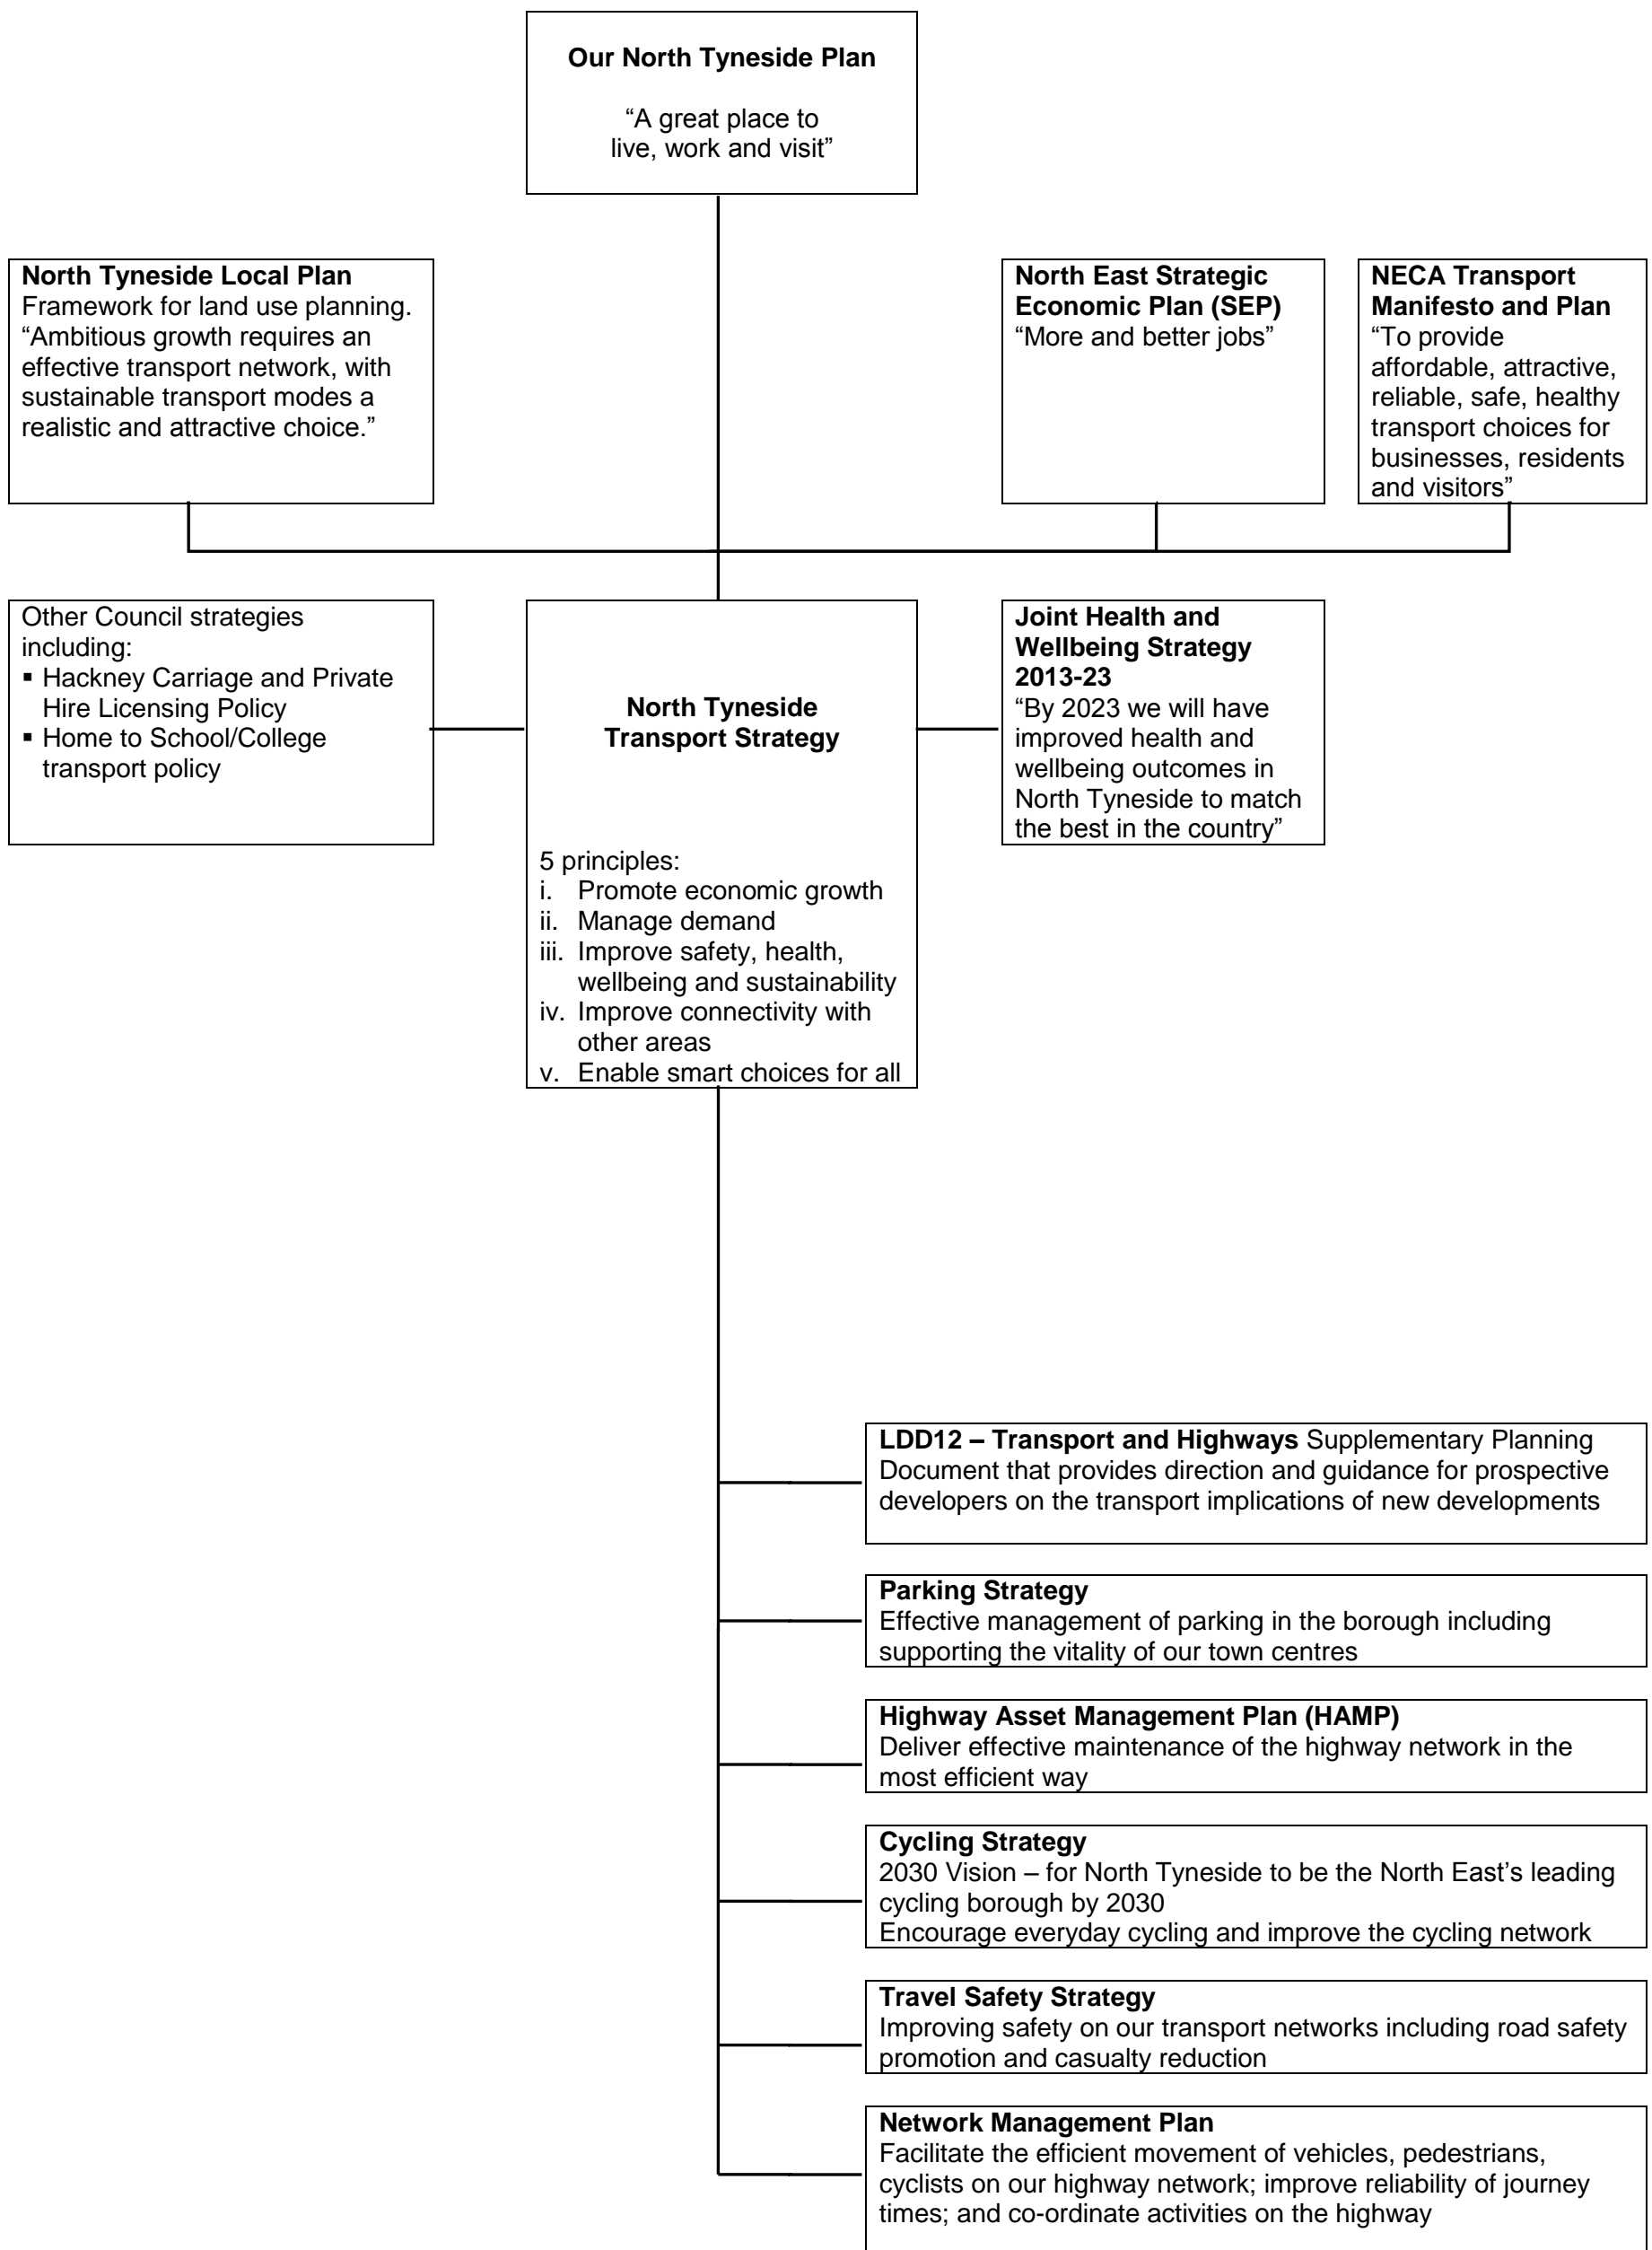 Our North Tyneside Plan
“A great place to
live, work and visit”
North Tyneside Local Plan
Framework for land use planning.
“Ambitious growth requires an
effective transport network, with
sustainable transport modes a
realistic and attractive choice.”
North East Strategic
Economic Plan (SEP)
“More and better jobs”
NECA Transport
Manifesto and Plan
“To provide
affordable, attractive,
reliable, safe, healthy
transport choices for
businesses, residents
and visitors”
Other Council strategies
including:
▪ Hackney Carriage and Private
Hire Licensing Policy
▪ Home to School/College
transport policy
North Tyneside
Transport Strategy
5 principles:
i. Promote economic growth
ii. Manage demand
iii. Improve safety, health,
wellbeing and sustainability
iv. Improve connectivity with
other areas
v. Enable smart choices for all
Joint Health and
Wellbeing Strategy
2013-23
“By 2023 we will have
improved health and
wellbeing outcomes in
North Tyneside to match
the best in the country”
LDD12 – Transport and Highways Supplementary Planning
Document that provides direction and guidance for prospective
developers on the transport implications of new developments
Parking Strategy
Effective management of parking in the borough including
supporting the vitality of our town centres
Highway Asset Management Plan (HAMP)
Deliver effective maintenance of the highway network in the
most efficient way
Cycling Strategy
2030 Vision – for North Tyneside to be the North East’s leading
cycling borough by 2030
Encourage everyday cycling and improve the cycling network
Travel Safety Strategy
Improving safety on our transport networks including road safety
promotion and casualty reduction
Network Management Plan
Facilitate the efficient movement of vehicles, pedestrians,
cyclists on our highway network; improve reliability of journey
times; and co-ordinate activities on the highway